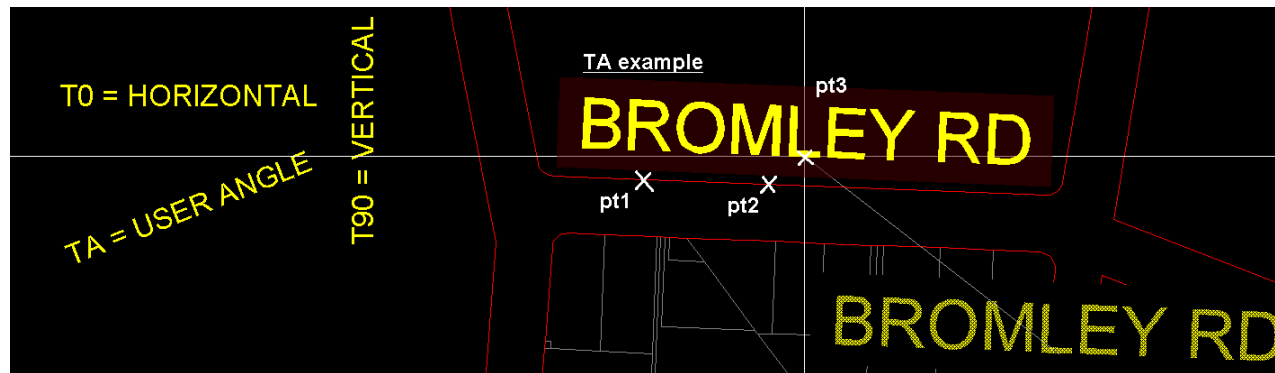 T0 = HORIZONTAL
TA = USER ANGLE
T90 = VERTICAL
TA example
BROMLEY RD
pt3
pt1
pt2
BROMLEY RD